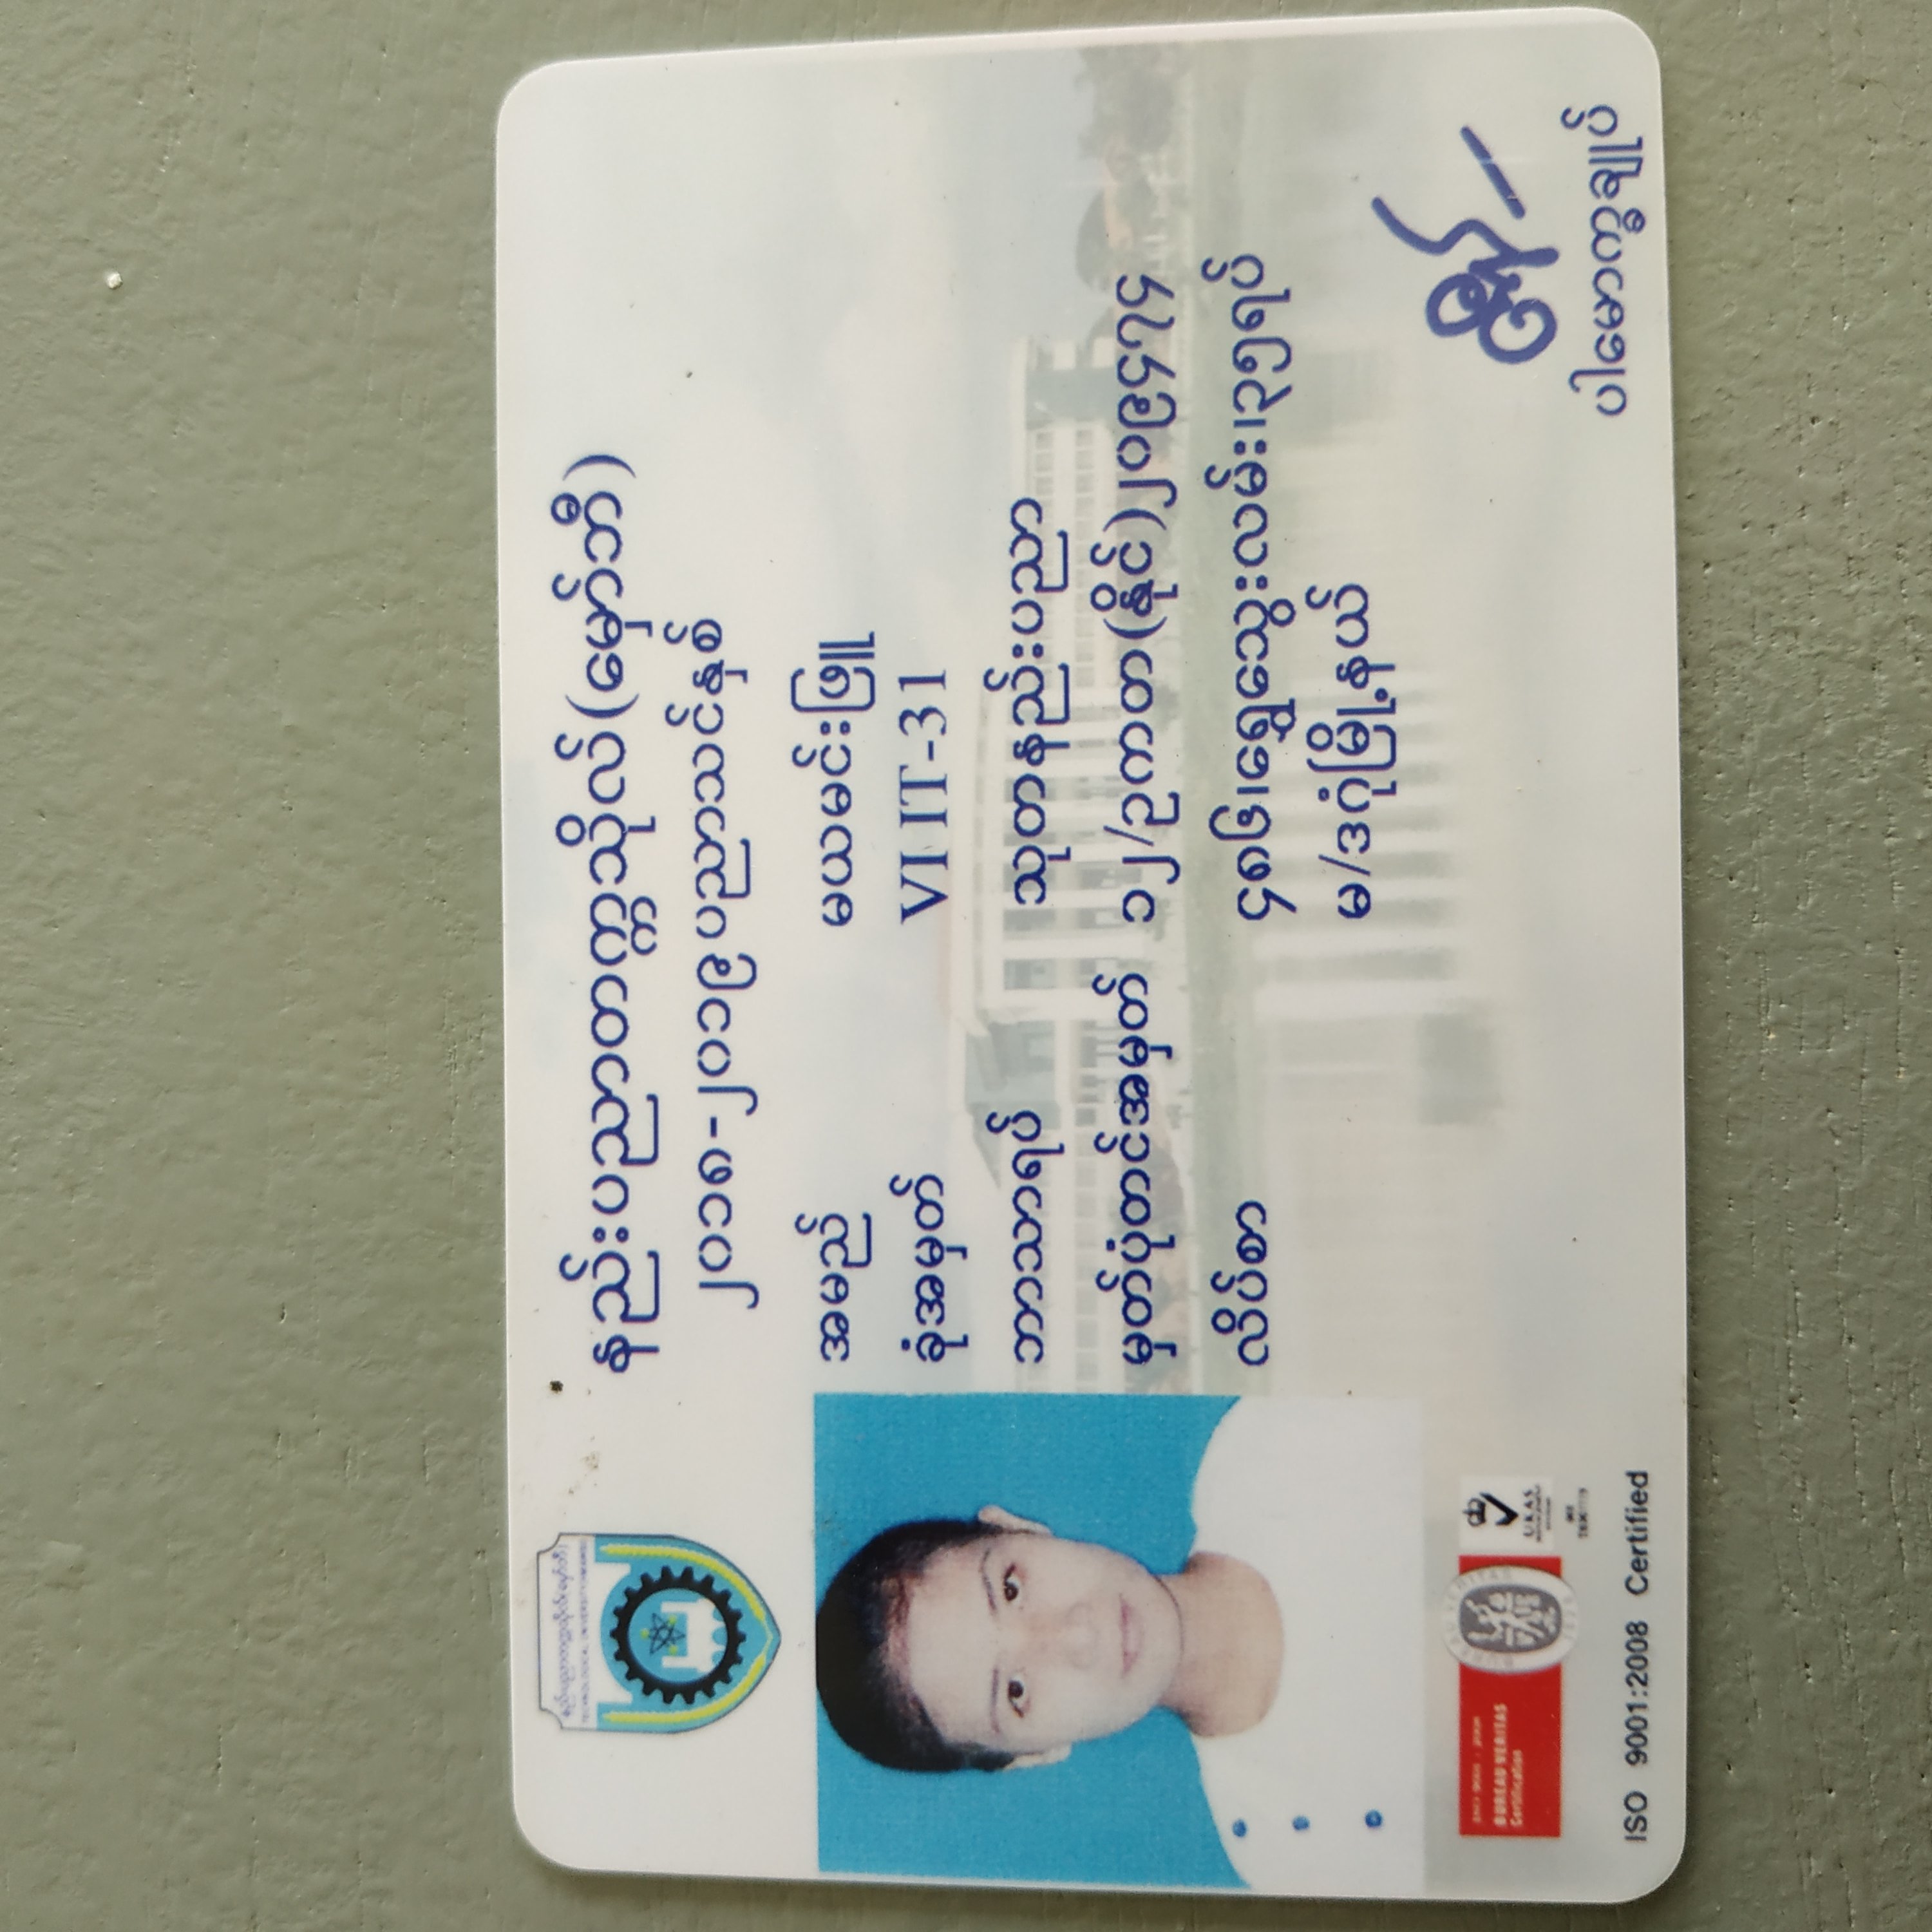 နည်းပညာတက္ကသိုလ်(မှော်ဘီ)
TECHNOLOGICAL UNIVERSITY(HMAWBI)
နည်းပညာတက္ကသိုလ်(မှော်ဘီ)
၂၀၁၈-၂၀၁၉ပညာသင်နှစ်
အမည် မယမင်းဖြူ
ခုံအမှတ် VI IT-31
ဘာသာရပ် သုတနည်းပညာ
မှတ်ပုံတင်အမှတ် ၁၂/ဥကတ(နိုင်)၂၀၉၄၇၄
လိပ်စာ ၄၈၆၊ရွှေသွေးလမ်း၊၃၅ရပ်
မ/ဒဂုံမြို့နယ်
BUREAU VERITAS
Certification
UKAS
ISO 9001:2008 Certified
ပါမောက္ခချုပ်